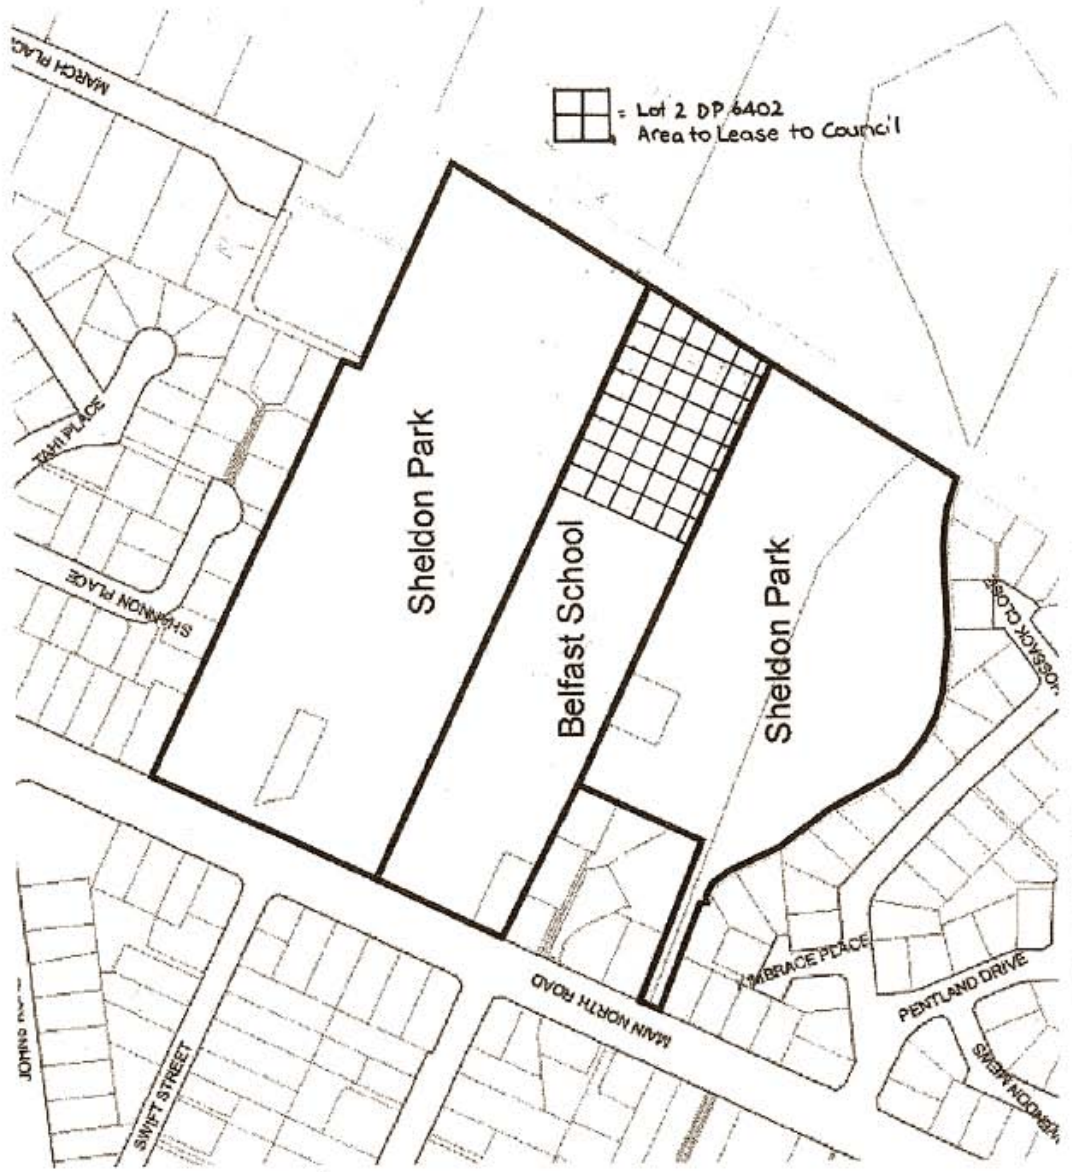 MARCH PLACE
= Lot 2 DP 6402
Area to Lease to Council
TAHI PLACE
SHANNON PLACE
Sheldon Park
Belfast School
Sheldon Park
MAIN NORTH ROAD
SWIFT STREET
PLACE
PENTLAND DRIVE
MEWS